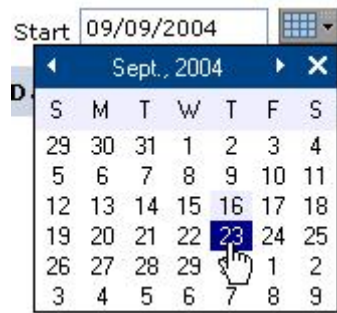 Start 09/09/2004
Sept., 2004
D
S M T W T F S
29 30 31 1 2 3 4
5 6 7 8 9 10 11
12 13 14 15 16 17 18
19 20 21 22 23 24 25
26 27 28 29 1 2
3 4 5 6 7 8 9